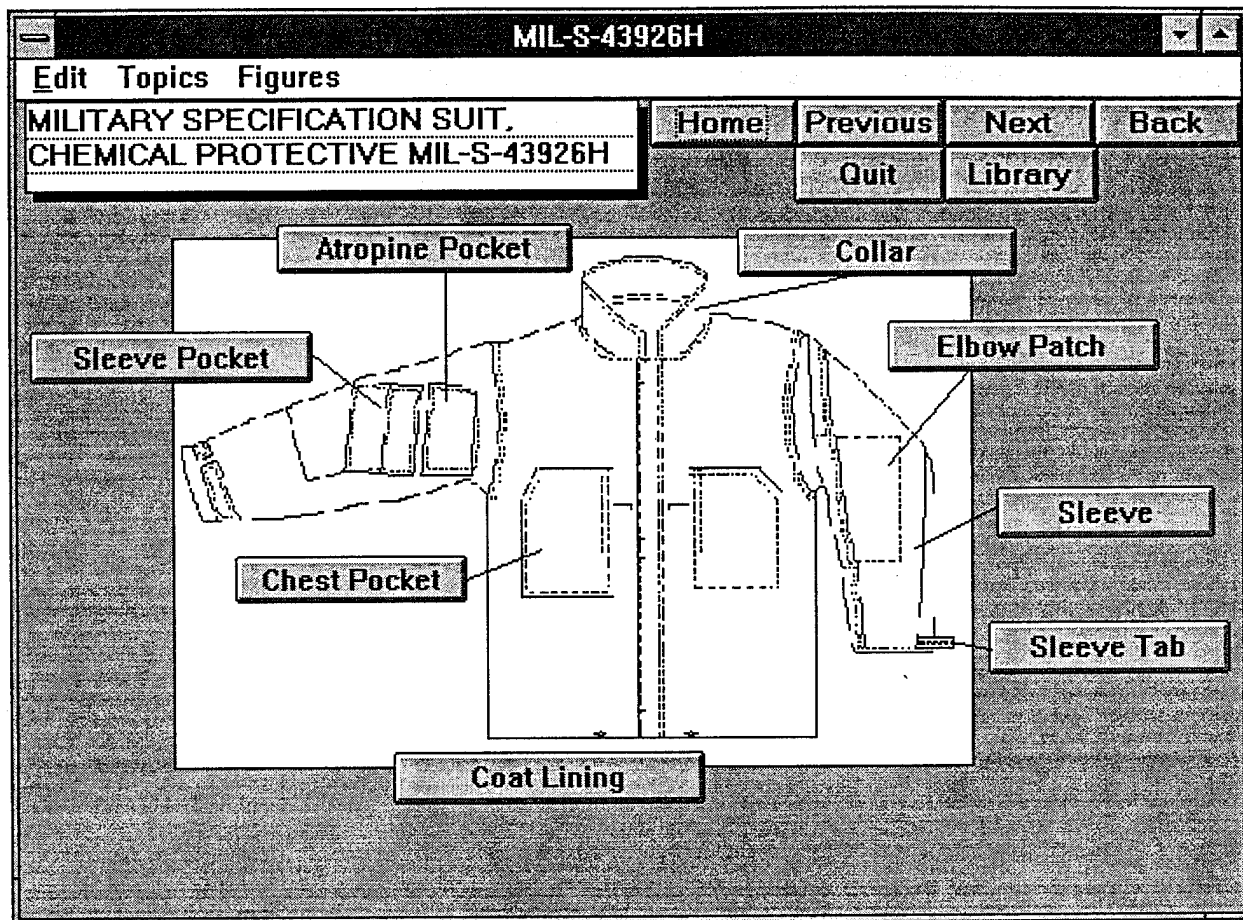 MIL-S-43926H
Edit Topics Figures
MILITARY SPECIFICATION SUIT,
CHEMICAL PROTECTIVE MIL-S-43926H
Home Previous Next Back
Quit Library
Atropine Pocket
Collar
Sleeve Pocket
Elbow Patch
Sleeve
Chest Pocket
Sleeve Tab
Coat Lining